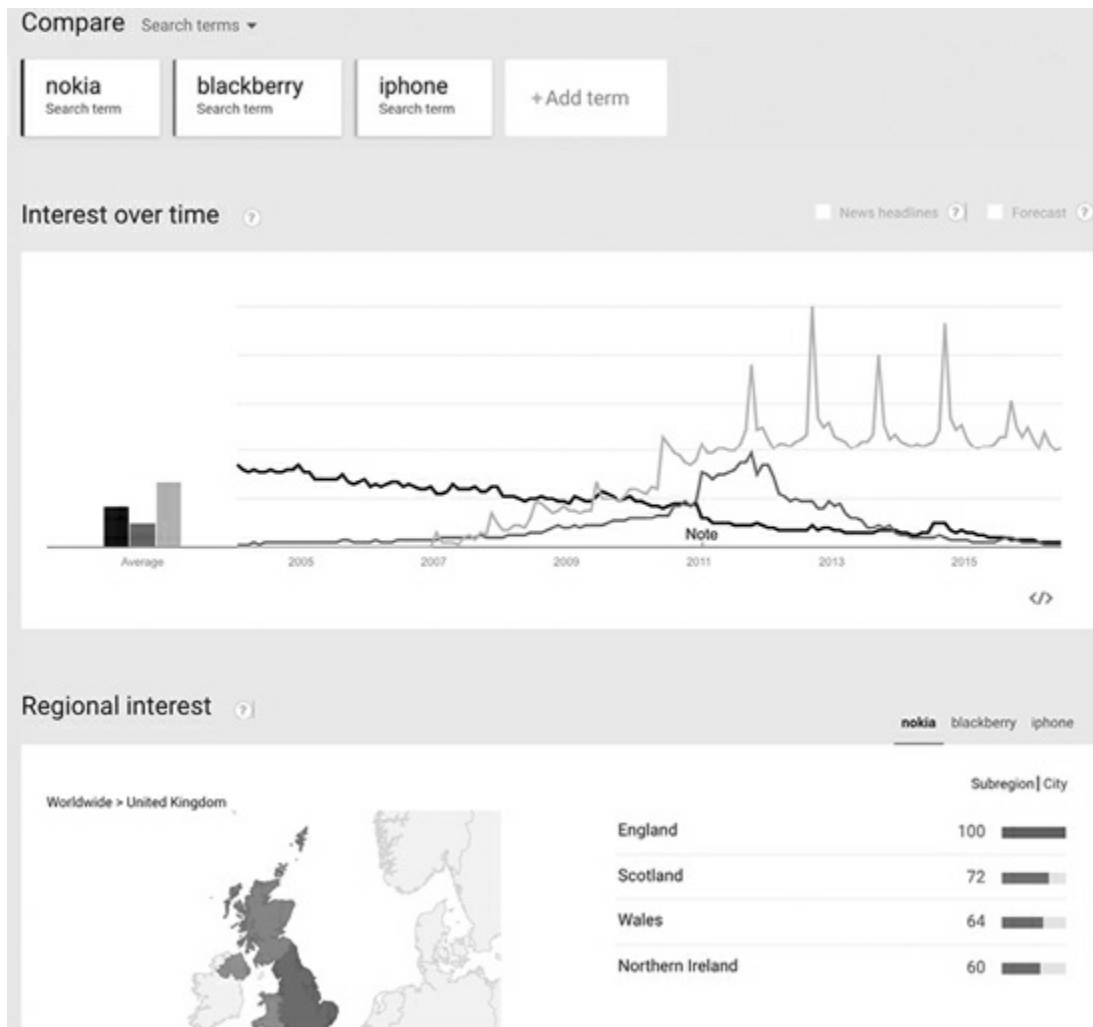 Compare Search terms
nokia blackberry iphone +Add term
Search term Search term Search term
Interest over time ? News headlines ? Forecast ?
Note
Average 2005 2007 2009 2011 2013 2015
</>
Regional interest ?
nokia blackberry iphone
Subregion | City
Worldwide > United Kingdom
England 100
Scotland 72
Wales 64
Northern Ireland 60